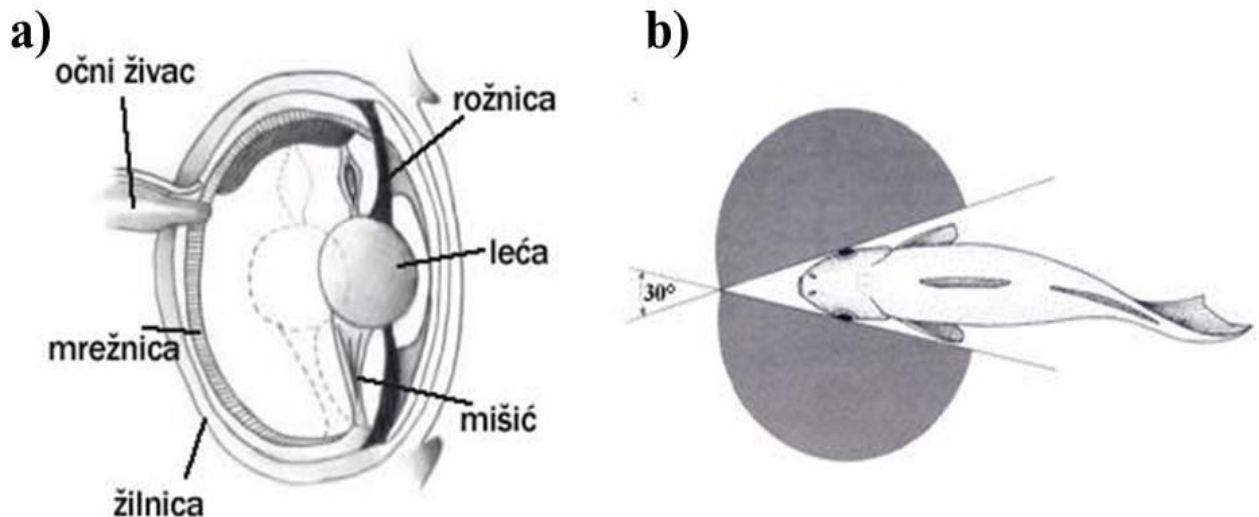 a)
očni živac
rožnica
leća
mrežnica
mišić
žilnica
b)
30°